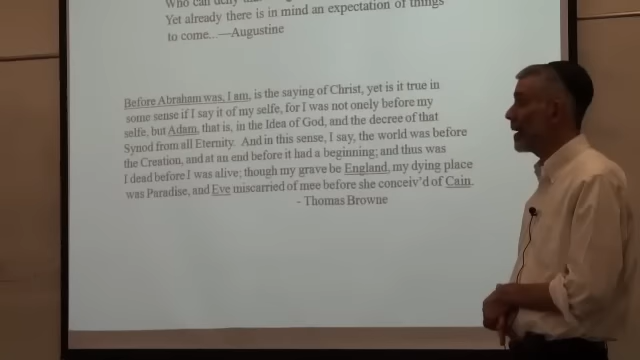 Who can deny that
Yet already there is in mind an expectation of things
to come...—Augustine
Before Abraham was, I am, is the saying of Christ, yet is it true in
some sense if I say it of my selfe, for I was not onely before my
selfe, but Adam, that is, in the Idea of God, and the decree of that
Synod from all Eternity. And in this sense, I say, the world was before
the Creation, and at an end before it had a beginning; and thus was
I dead before I was alive; though my grave be England, my dying place
was Paradise, and Eve miscarried of mee before she conceiv'd of Cain.
- Thomas Browne